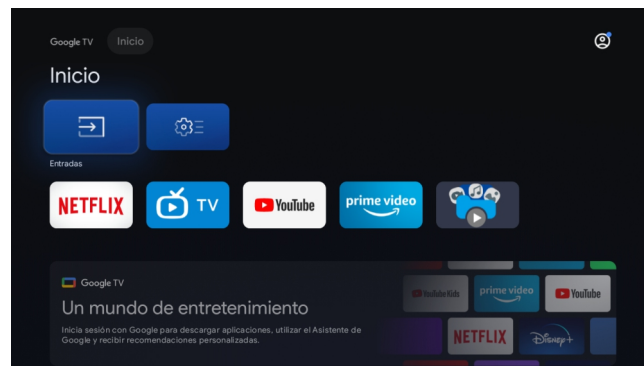 Google TV Inicio
Inicio
Entradas
NETFLIX TV YouTube prime video
Google TV
Un mundo de entretenimiento
Inicia sesión con Google para descargar aplicaciones, utilizar el Asistente de
Google y recibir recomendaciones personalizadas.
YouTube Kids prime video YouTube
NETFLIX Disney+